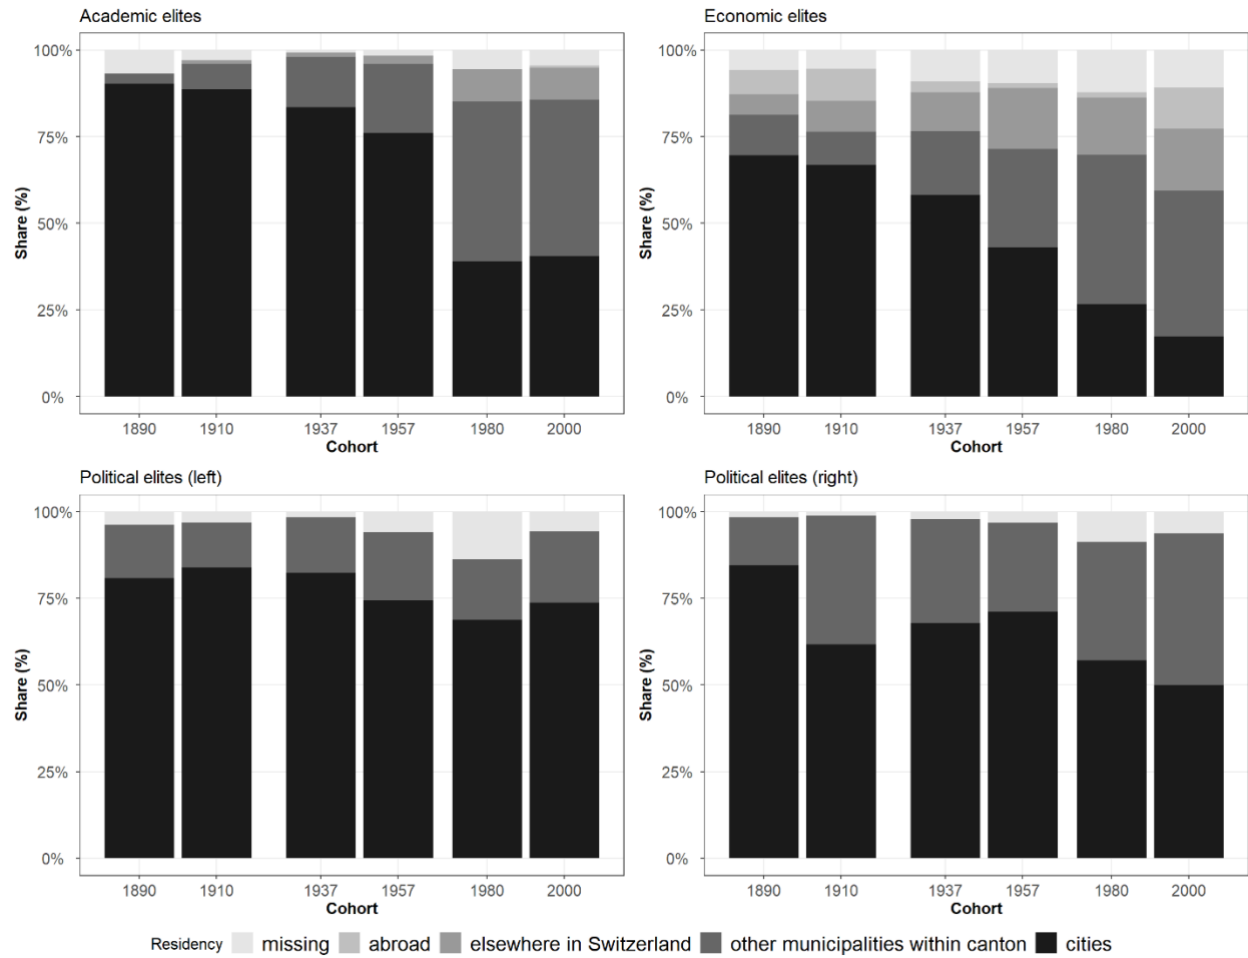 Academic elites
100%
75%
50%
25%
0%
Share (%)
1890 1910 1937 1957 1980 2000
Cohort
Economic elites
100%
75%
50%
25%
0%
Share (%)
1890 1910 1937 1957 1980 2000
Cohort
Political elites (left)
100%
75%
50%
25%
0%
Share (%)
1890 1910 1937 1957 1980 2000
Cohort
Political elites (right)
100%
75%
50%
25%
0%
Share (%)
1890 1910 1937 1957 1980 2000
Cohort
Residency missing abroad elsewhere in Switzerland other municipalities within canton cities